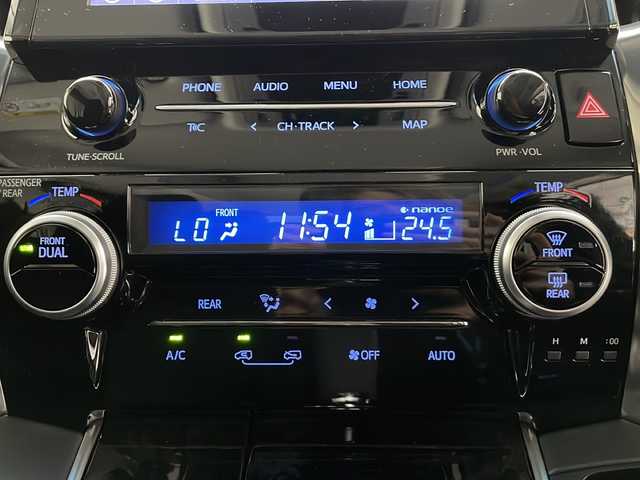 PHONE AUDIO MENU HOME
T&C < CH·TRACK > MAP
TUNE·SCROLL
PWR·VOL
PASSENGER
/ REAR
TEMP
TEMP
FRONT
DUAL
FRONT
LO 11:54 24.5
nanoe
FRONT
REAR
REAR < >
A/C OFF AUTO
H M :00